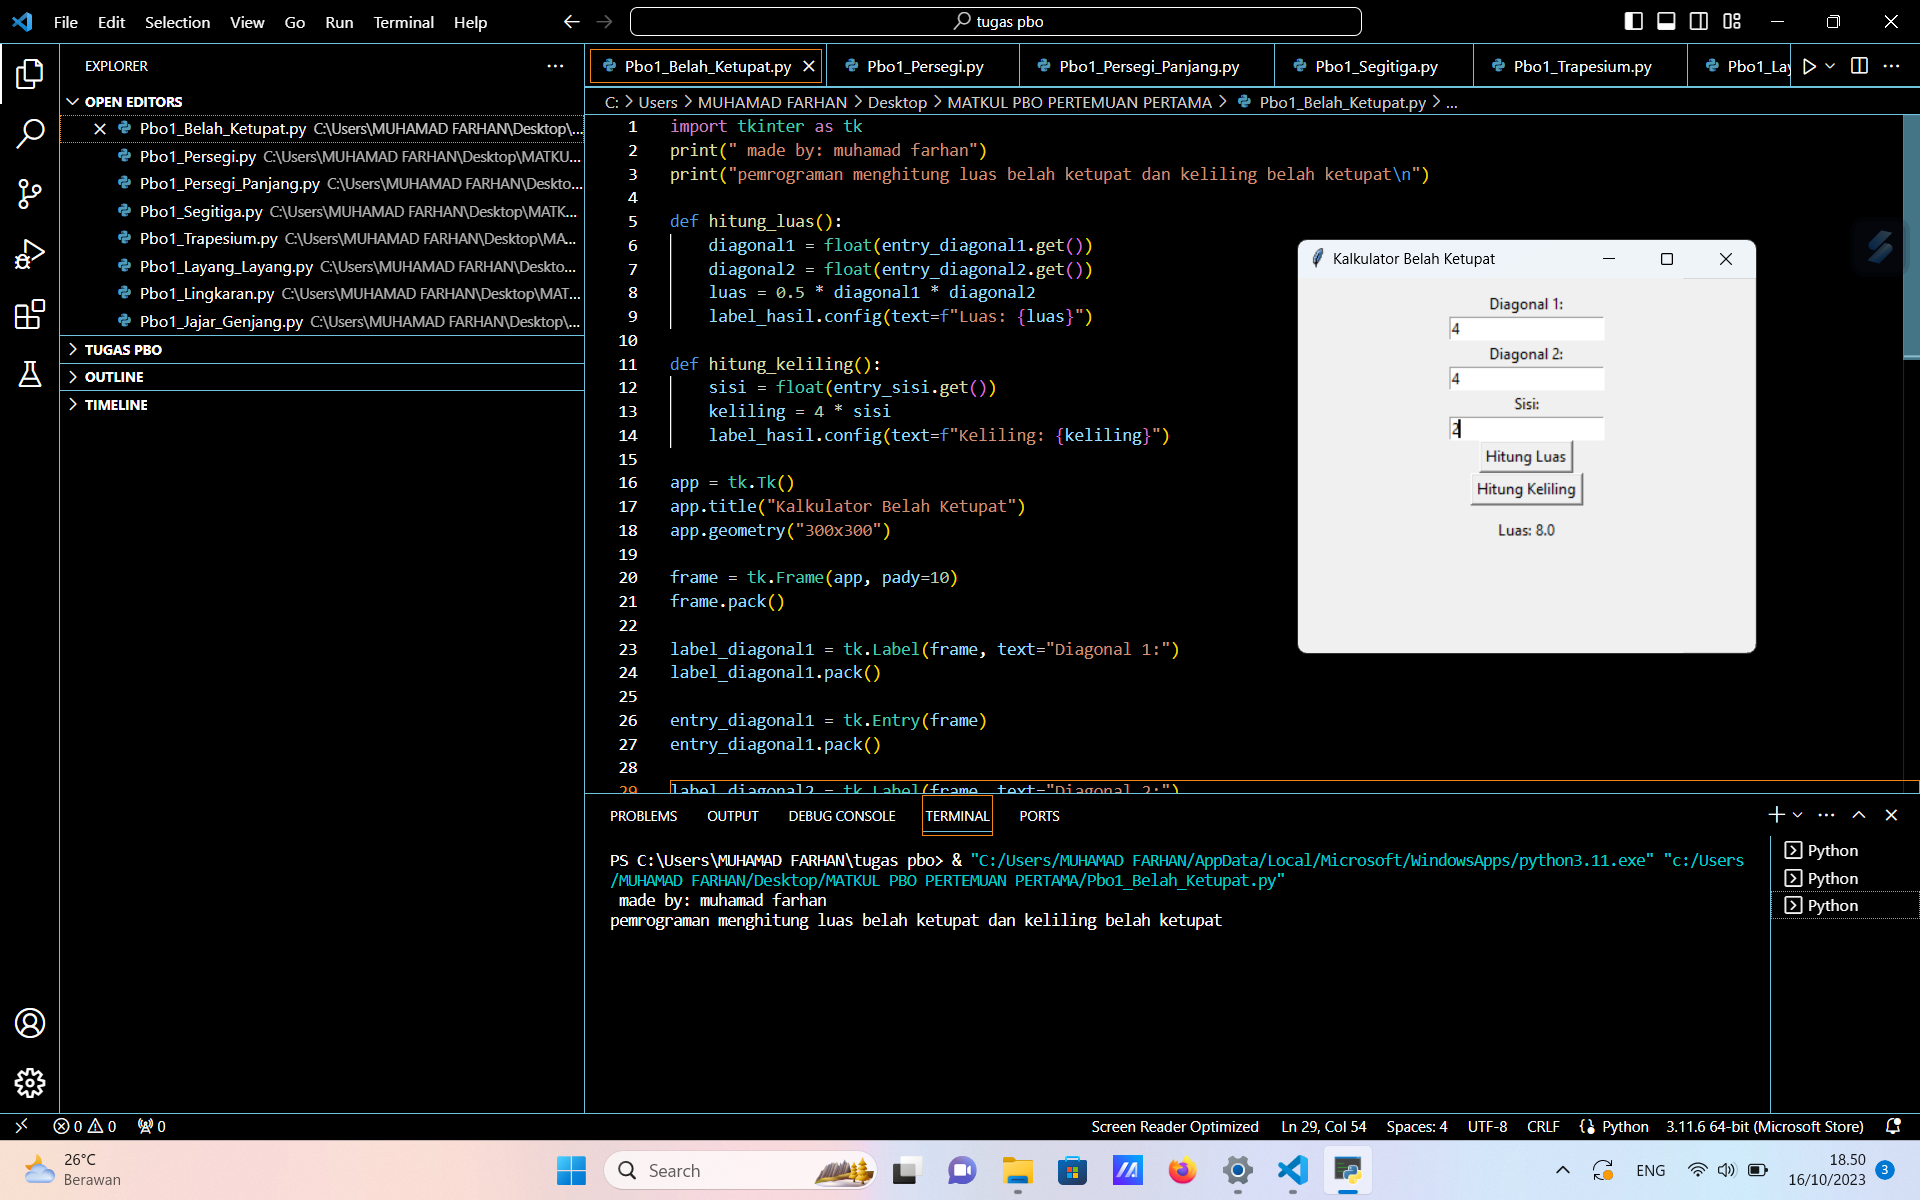 File Edit Selection View Go Run Terminal Help
tugas pbo
EXPLORER
OPEN EDITORS
Pbo1_Belah_Ketupat.py C:\Users\MUHAMAD FARHAN\Desktop\...
Pbo1_Persegi.py C:\Users\MUHAMAD FARHAN\Desktop\MATKU...
Pbo1_Persegi_Panjang.py C:\Users\MUHAMAD FARHAN\Deskto...
Pbo1_Segitiga.py C:\Users\MUHAMAD FARHAN\Desktop\MATK...
Pbo1_Trapesium.py C:\Users\MUHAMAD FARHAN\Desktop\MA...
Pbo1_Layang_Layang.py C:\Users\MUHAMAD FARHAN\Deskto...
Pbo1_Lingkaran.py C:\Users\MUHAMAD FARHAN\Desktop\MAT...
Pbo1_Jajar_Genjang.py C:\Users\MUHAMAD FARHAN\Desktop\...
TUGAS PBO
OUTLINE
TIMELINE
Pbo1_Belah_Ketupat.py Pbo1_Persegi.py Pbo1_Persegi_Panjang.py Pbo1_Segitiga.py Pbo1_Trapesium.py Pbo1_Lay
C: > Users > MUHAMAD FARHAN > Desktop > MATKUL PBO PERTEMUAN PERTAMA > Pbo1_Belah_Ketupat.py > ...
1 import tkinter as tk
2 print(" made by: muhamad farhan")
3 print("pemrograman menghitung luas belah ketupat dan keliling belah ketupat\n")
4
5 def hitung_luas():
6     diagonal1 = float(entry_diagonal1.get())
7     diagonal2 = float(entry_diagonal2.get())
8     luas = 0.5 * diagonal1 * diagonal2
9     label_hasil.config(text=f"Luas: {luas}")
10
11 def hitung_keliling():
12     sisi = float(entry_sisi.get())
13     keliling = 4 * sisi
14     label_hasil.config(text=f"Keliling: {keliling}")
15
16 app = tk.Tk()
17 app.title("Kalkulator Belah Ketupat")
18 app.geometry("300x300")
19
20 frame = tk.Frame(app, pady=10)
21 frame.pack()
22
23 label_diagonal1 = tk.Label(frame, text="Diagonal 1:")
24 label_diagonal1.pack()
25
26 entry_diagonal1 = tk.Entry(frame)
27 entry_diagonal1.pack()
28
29 label_diagonal2 = tk.Label(frame, text="Diagonal 2:")
Kalkulator Belah Ketupat
Diagonal 1:
4
Diagonal 2:
4
Sisi:
2
Hitung Luas
Hitung Keliling
Luas: 8.0
PROBLEMS OUTPUT DEBUG CONSOLE TERMINAL PORTS
PS C:\Users\MUHAMAD FARHAN\tugas pbo> & "C:/Users/MUHAMAD FARHAN/AppData/Local/Microsoft/WindowsApps/python3.11.exe" "c:/Users
/MUHAMAD FARHAN/Desktop/MATKUL PBO PERTEMUAN PERTAMA/Pbo1_Belah_Ketupat.py"
made by: muhamad farhan
pemrograman menghitung luas belah ketupat dan keliling belah ketupat
Python
Python
Python
0 0 0
Screen Reader Optimized Ln 29, Col 54 Spaces: 4 UTF-8 CRLF Python 3.11.6 64-bit (Microsoft Store)
26°C
Berawan
Search
ENG
18.50
16/10/2023
3